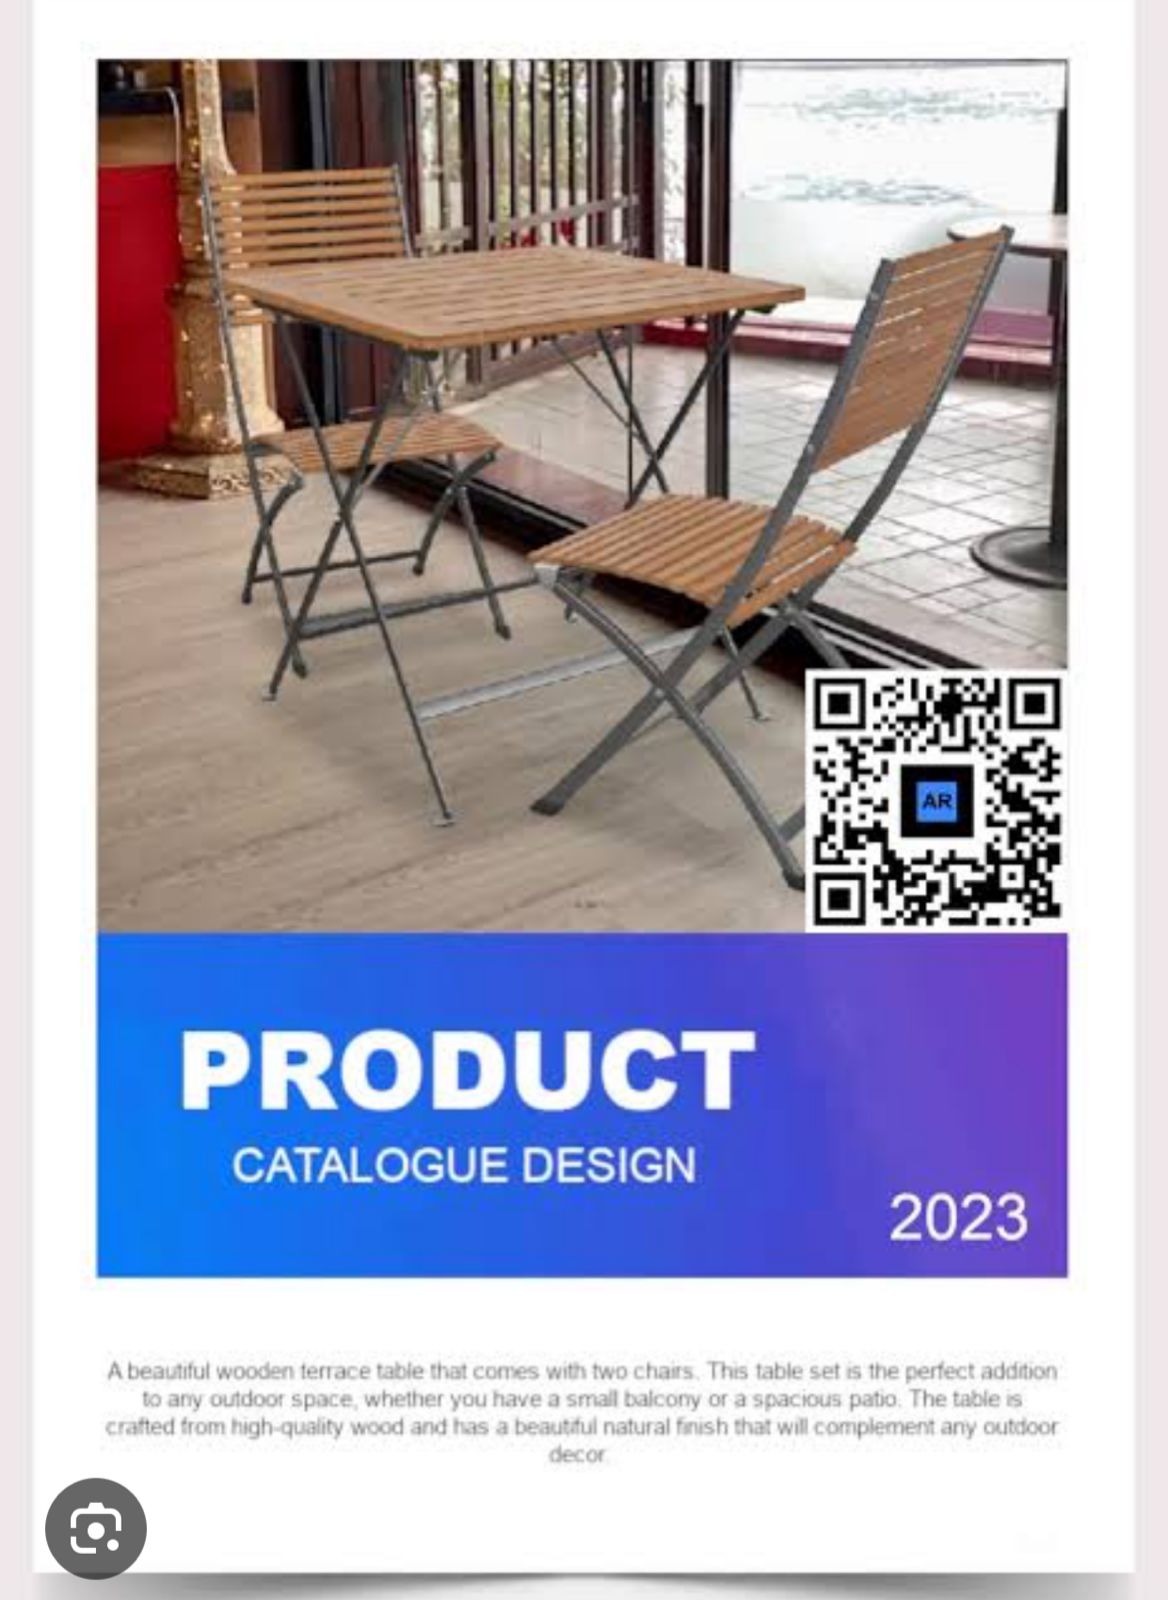 AR
PRODUCT
CATALOGUE DESIGN
2023
A beautiful wooden terrace table that comes with two chairs. This table set is the perfect addition
to any outdoor space, whether you have a small balcony or a spacious patio. The table is
crafted from high-quality wood and has a beautiful natural finish that will complement any outdoor
decor.